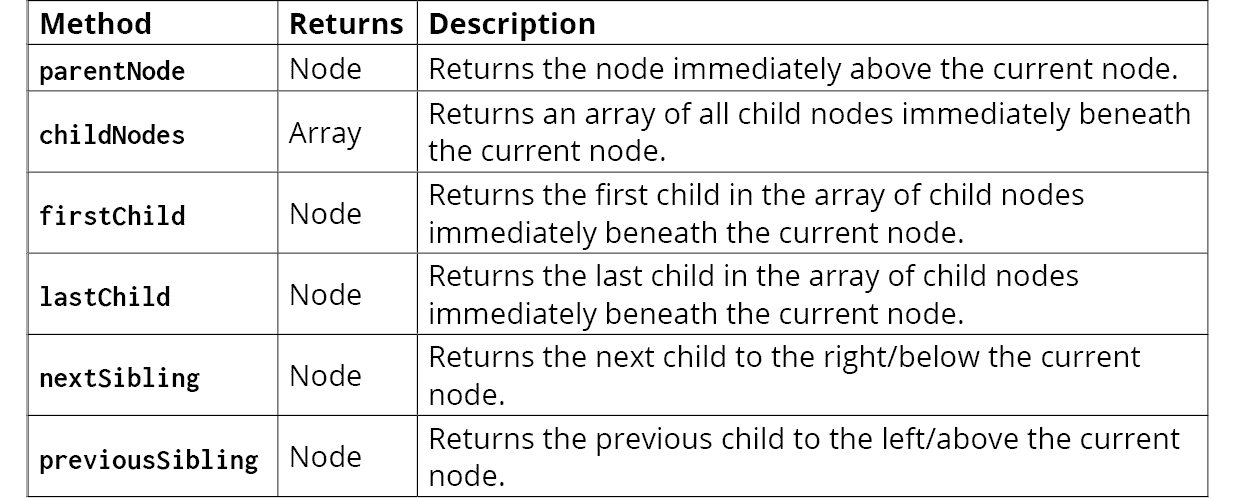 Method Returns Description
parentNode Node Returns the node immediately above the current node.
childNodes Array Returns an array of all child nodes immediately beneath
the current node.
firstChild Node Returns the first child in the array of child nodes
immediately beneath the current node.
lastChild Node Returns the last child in the array of child nodes
immediately beneath the current node.
nextSibling Node Returns the next child to the right/below the current
node.
previousSibling Node Returns the previous child to the left/above the current
node.